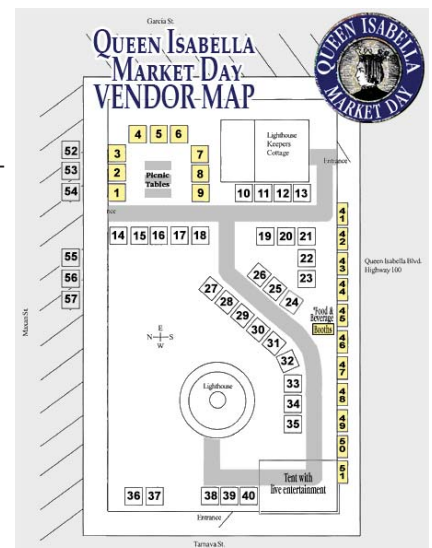 Garcia St.
QUEEN ISABELLA
MARKET DAY
VENDOR MAP
QUEEN ISABELLA
MARKET DAY
4 5 6
Lighthouse
Keepers
Cottage
52
53
54
3
2
1
Picnic
Tables
7
8
9
Entrance
10 11 12 13
14 15 16 17 18
19 20 21
22
23
26
25
24
55
56
57
27
28
29
30
31
32
33
34
35
41
42
43
44
45
46
47
48
49
50
51
Queen Isabella Blvd.
Highway 100
*Food &
Beverage
Booths
Maxan St.
E
N S
W
Lighthouse
Tent with
live entertainment
36 37
38 39 40
Entrance
Tarnava St.